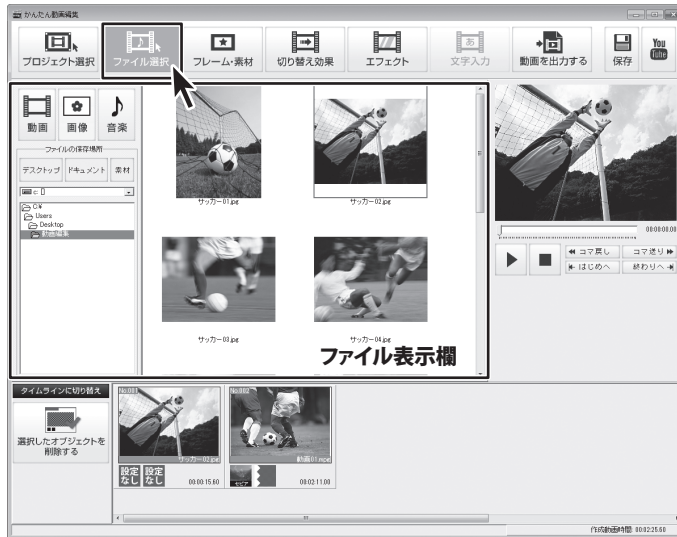 かんたん動画編集
プロジェクト選択
ファイル選択
フレーム・素材
切り替え効果
エフェクト
文字入力
あ
動画を出力する
保存
You
Tube
動画
画像
音楽
ファイルの保存場所
デスクトップ
ドキュメント
素材
c: []
C:¥
Users
Desktop
動画編集
サッカー01.jpg
サッカー02.jpg
サッカー03.jpg
サッカー04.jpg
ファイル表示欄
00:00:00.00
コマ戻し
コマ送り
はじめへ
終わりへ
タイムラインに切り替え
選択したオブジェクトを
削除する
No.001
サッカー02.jpg
設定
なし
設定
なし
00:00:15.60
No.002
動画01.mpg
セピア
00:02:11.00
作成動画時間: 00:02:25.60